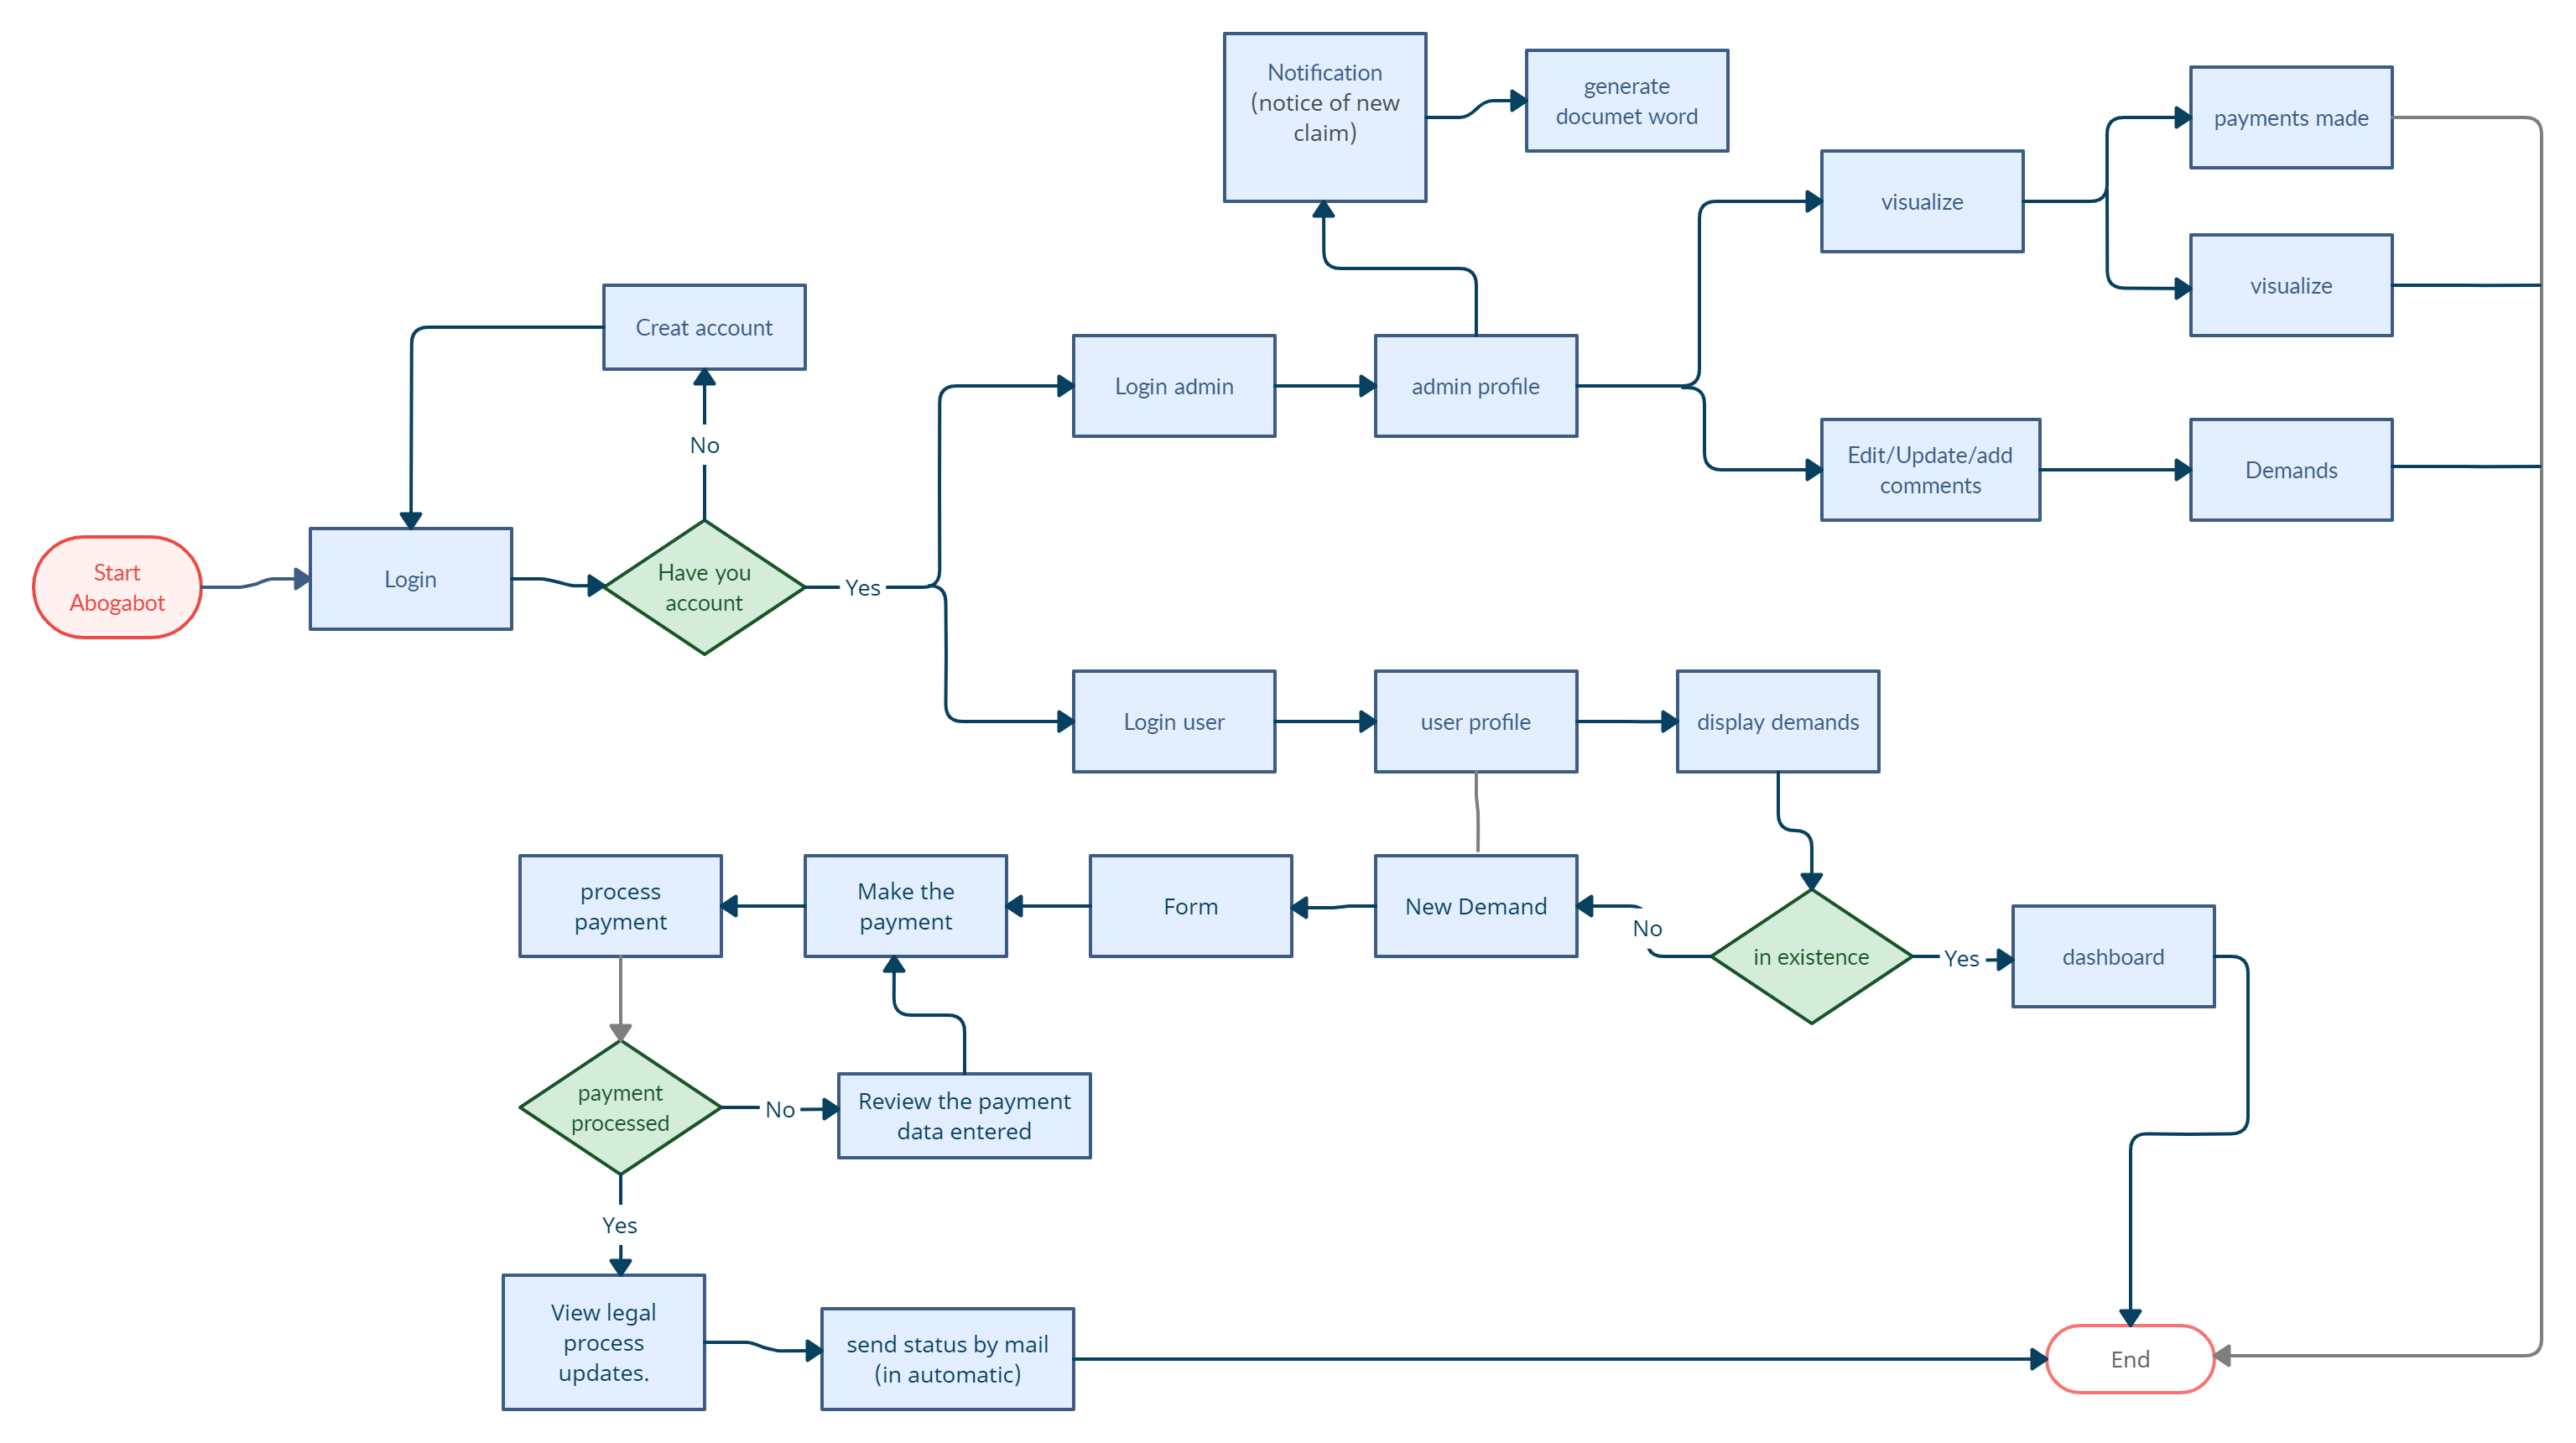 Notification
(notice of new
claim)
generate
documet word
payments made
visualize
visualize
Creat account
Login admin
admin profile
No
Edit/Update/add
comments
Demands
Start
Abogabot
Login
Have you
account
Yes
Login user
user profile
display demands
process
payment
Make the
payment
Form
New Demand
No
in existence
Yes
dashboard
payment
processed
No
Review the payment
data entered
Yes
View legal
process
updates.
send status by mail
(in automatic)
End